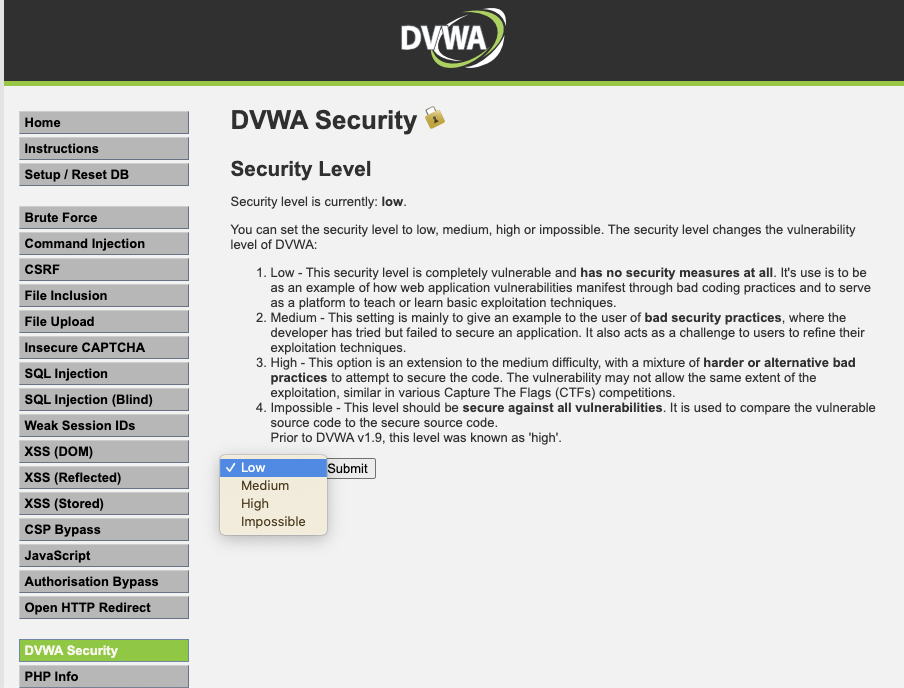 DVWA
Home
Instructions
Setup / Reset DB
Brute Force
Command Injection
CSRF
File Inclusion
File Upload
Insecure CAPTCHA
SQL Injection
SQL Injection (Blind)
Weak Session IDs
XSS (DOM)
XSS (Reflected)
XSS (Stored)
CSP Bypass
JavaScript
Authorisation Bypass
Open HTTP Redirect
DVWA Security
PHP Info
DVWA Security
Security Level
Security level is currently: low.
You can set the security level to low, medium, high or impossible. The security level changes the vulnerability
level of DVWA:
1. Low - This security level is completely vulnerable and has no security measures at all. It's use is to be
as an example of how web application vulnerabilities manifest through bad coding practices and to serve
as a platform to teach or learn basic exploitation techniques.
2. Medium - This setting is mainly to give an example to the user of bad security practices, where the
developer has tried but failed to secure an application. It also acts as a challenge to users to refine their
exploitation techniques.
3. High - This option is an extension to the medium difficulty, with a mixture of harder or alternative bad
practices to attempt to secure the code. The vulnerability may not allow the same extent of the
exploitation, similar in various Capture The Flags (CTFs) competitions.
4. Impossible - This level should be secure against all vulnerabilities. It is used to compare the vulnerable
source code to the secure source code.
Prior to DVWA v1.9, this level was known as 'high'.
✓ Low Submit
Medium
High
Impossible